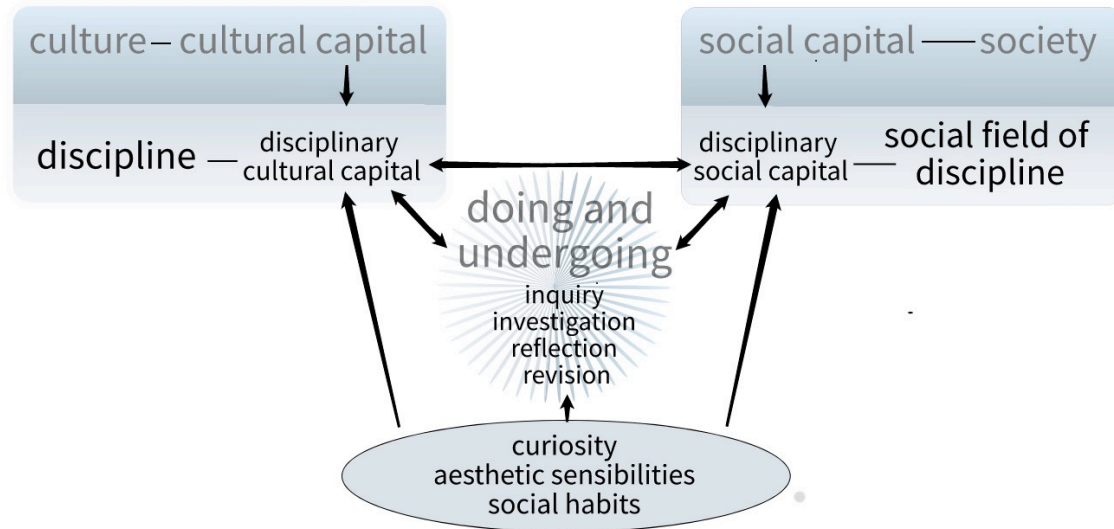 culture – cultural capital
social capital — society
discipline –
disciplinary
cultural capital
disciplinary
social capital —
social field of
discipline
doing and
undergoing
inquiry
investigation
reflection
revision
curiosity
aesthetic sensibilities
social habits